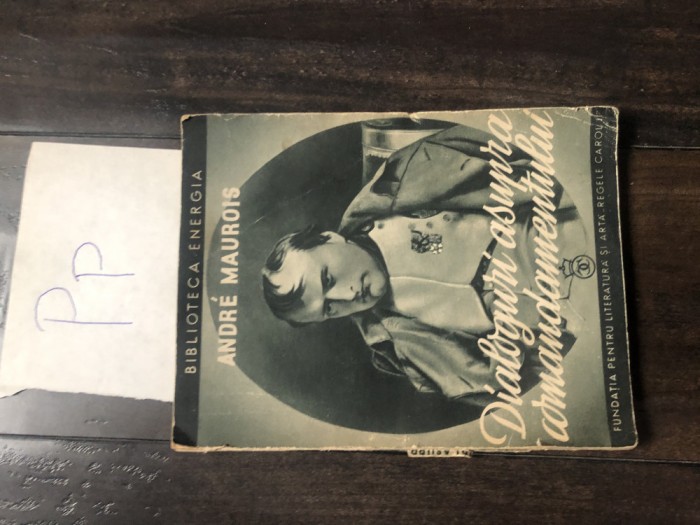 Pp
BIBLIOTECA ENERGIA
ANDRÉ MAUROIS
Dialoguri asupra
comandamentului
FUNDAȚIA PENTRU LITERATURĂ ȘI ARTĂ „REGELE CAROL II"